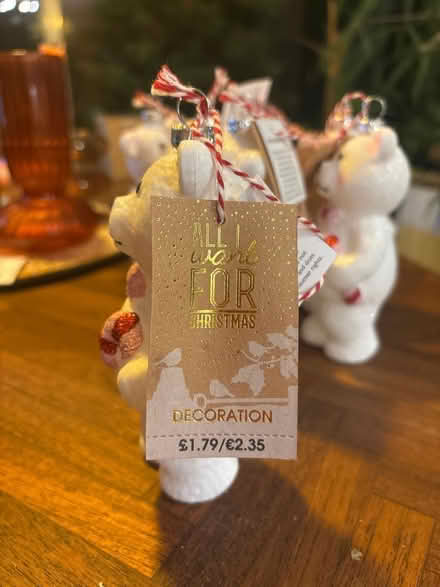 ALL I
want
FOR
CHRISTMAS
DECORATION
£1.79/€2.35